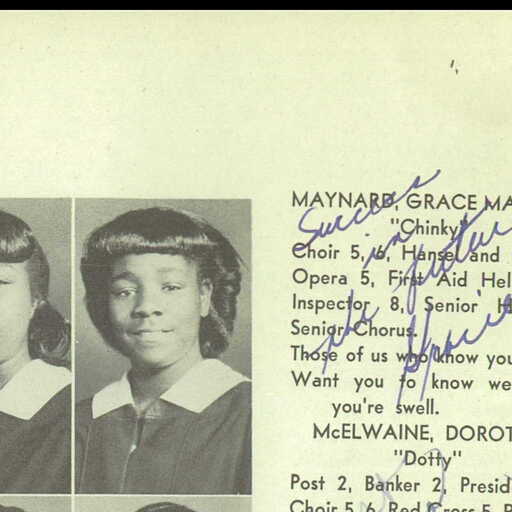 MAYNARD, GRACE MA
"Chinky"
Choir 5, 6, Hansel and
Opera 5, First Aid Hel
Inspector 8, Senior H
Senior Chorus.
Those of us who know you
Want you to know we
you're swell.
McELWAINE, DOROT
"Dotty"
Post 2, Banker 2, Presid
Choir 5, 6, Red Cross 5, P
Success
in
the future
Gracie